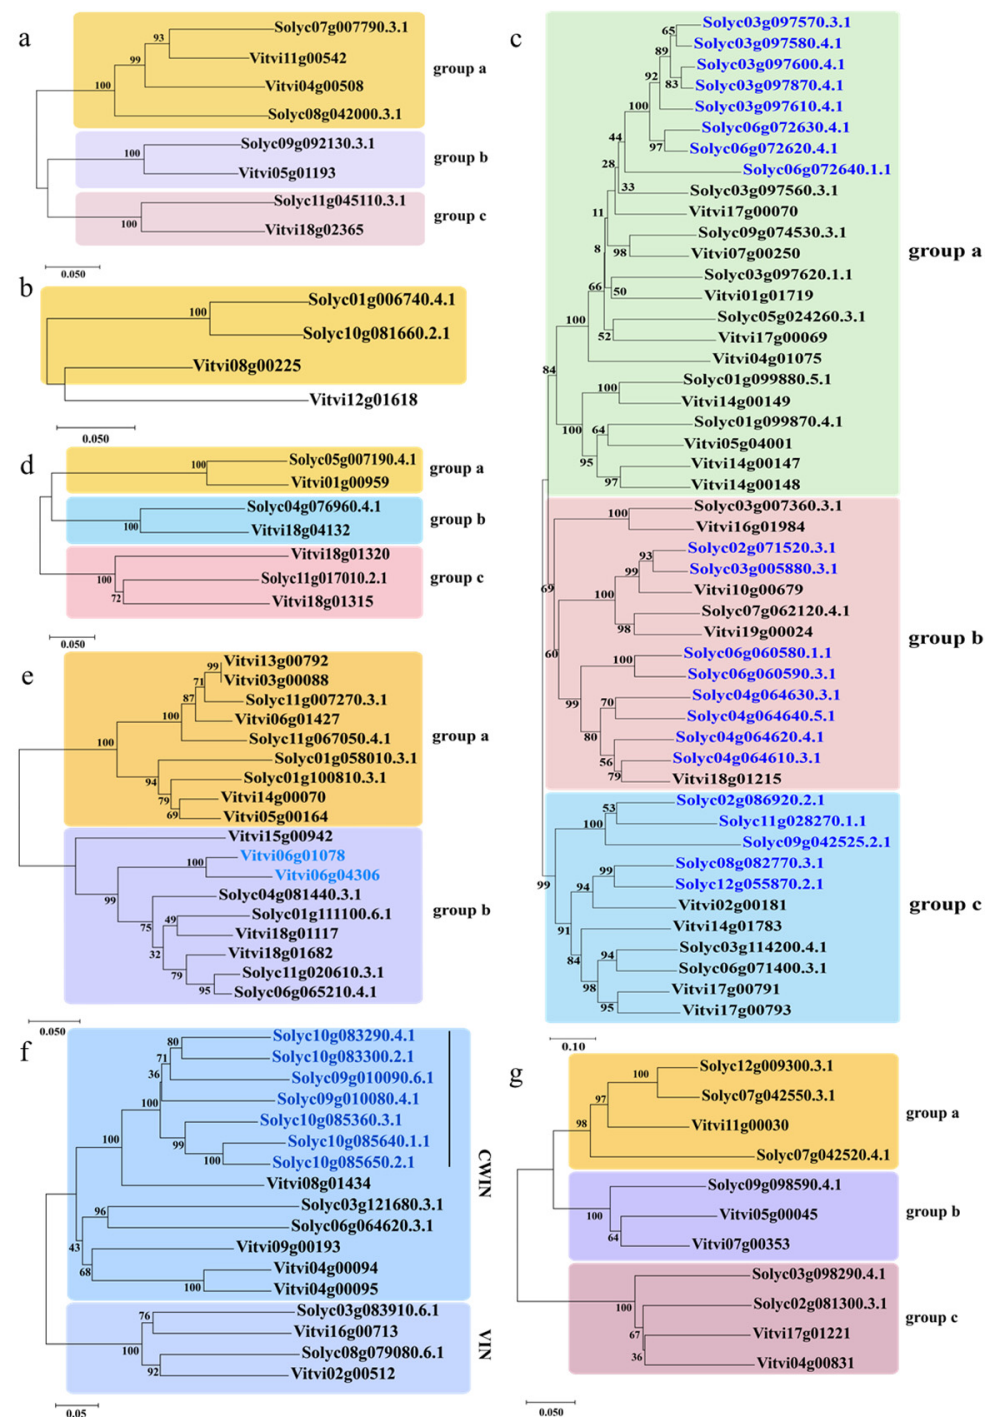 a
Solyc07g007790.3.1
93
Vitvi11g00542
99
group a
Vitvi04g00508
100
Solyc08g042000.3.1
Solyc09g092130.3.1
100
group b
Vitvi05g01193
Solyc11g045110.3.1
group c
100
Vitvi18g02365
0.050
b
Solyc01g006740.4.1
100
Solyc10g081660.2.1
Vitvi08g00225
Vitvi12g01618
0.050
d
Solyc05g007190.4.1
100
group a
Vitvi01g00959
Solyc04g076960.4.1
group b
100
Vitvi18g04132
Vitvi18g01320
100
Solyc11g017010.2.1
group c
72
Vitvi18g01315
0.050
e
Vitvi13g00792
99
Vitvi03g00088
71
87
Solyc11g007270.3.1
100
Vitvi06g01427
group a
100
Solyc11g067050.4.1
Solyc01g058010.3.1
94
Solyc01g100810.3.1
79
Vitvi14g00070
69
Vitvi05g00164
Vitvi15g00942
Vitvi06g01078
100
Vitvi06g04306
99
Solyc04g081440.3.1
group b
49
Solyc01g111100.6.1
75
Vitvi18g01117
32
Vitvi18g01682
79
Solyc11g020610.3.1
95
Solyc06g065210.4.1
0.050
f
Solyc10g083290.4.1
80
71
Solyc10g083300.2.1
36
Solyc09g010090.6.1
100
Solyc09g010080.4.1
Solyc10g085360.3.1
100
99
Solyc10g085640.1.1
100
Solyc10g085650.2.1
CWIN
Vitvi08g01434
Solyc03g121680.3.1
96
Solyc06g064620.3.1
43
Vitvi09g00193
68
Vitvi04g00094
100
Vitvi04g00095
Solyc03g083910.6.1
76
Vitvi16g00713
VIN
100
Solyc08g079080.6.1
92
Vitvi02g00512
0.05
c
Solyc03g097570.3.1
65
Solyc03g097580.4.1
89
Solyc03g097600.4.1
92
83
Solyc03g097870.4.1
100
Solyc03g097610.4.1
Solyc06g072630.4.1
44
97
Solyc06g072620.4.1
28
Solyc06g072640.1.1
33
Solyc03g097560.3.1
11
Vitvi17g00070
Solyc09g074530.3.1
8
98
Vitvi07g00250
group a
Solyc03g097620.1.1
66
50
Vitvi01g01719
100
Solyc05g024260.3.1
52
Vitvi17g00069
Vitvi04g01075
84
Solyc01g099880.5.1
100
Vitvi14g00149
Solyc01g099870.4.1
100
64
Vitvi05g04001
95
Vitvi14g00147
97
Vitvi14g00148
Solyc03g007360.3.1
100
Vitvi16g01984
Solyc02g071520.3.1
93
99
Solyc03g005880.3.1
69
100
Vitvi10g00679
Solyc07g062120.4.1
98
Vitvi19g00024
group b
60
Solyc06g060580.1.1
100
Solyc06g060590.3.1
99
Solyc04g064630.3.1
70
Solyc04g064640.5.1
80
Solyc04g064620.4.1
56
Solyc04g064610.3.1
79
Vitvi18g01215
Solyc02g086920.2.1
53
100
Solyc11g028270.1.1
Solyc09g042525.2.1
99
Solyc08g082770.3.1
99
94
Solyc12g055870.2.1
Vitvi02g00181
group c
91
Vitvi14g01783
84
94
Solyc03g114200.4.1
Solyc06g071400.3.1
98
Vitvi17g00791
95
Vitvi17g00793
0.10
g
Solyc12g009300.3.1
100
Solyc07g042550.3.1
97
group a
98
Vitvi11g00030
Solyc07g042520.4.1
Solyc09g098590.4.1
100
Vitvi05g00045
group b
64
Vitvi07g00353
Solyc03g098290.4.1
100
Solyc02g081300.3.1
group c
67
Vitvi17g01221
36
Vitvi04g00831
0.050